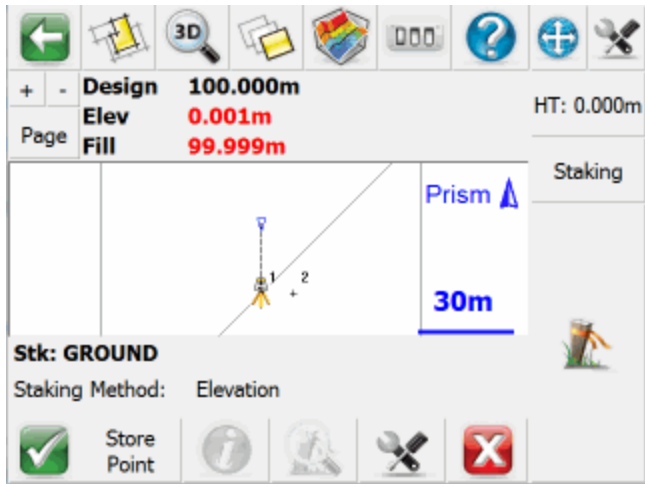 3D
+ -
Page
Design 100.000m
Elev 0.001m
Fill 99.999m
HT: 0.000m
Staking
Prism
1 2
30m
Stk: GROUND
Staking Method: Elevation
Store
Point